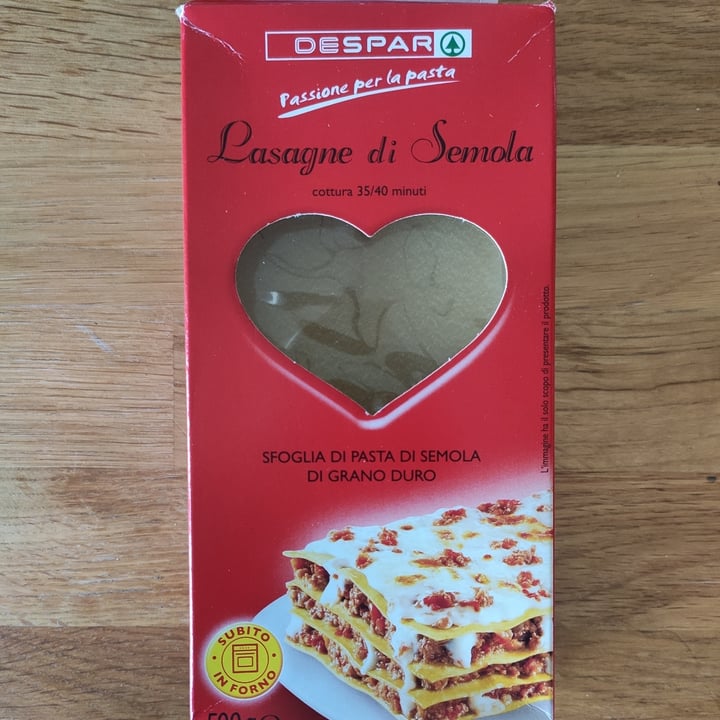 DESPAR
Passione per la pasta
Lasagne di Semola
cottura 35/40 minuti
L'immagine ha il solo scopo di presentare il prodotto.
SFOGLIA DI PASTA DI SEMOLA
DI GRANO DURO
SUBITO
IN FORNO
500 g e